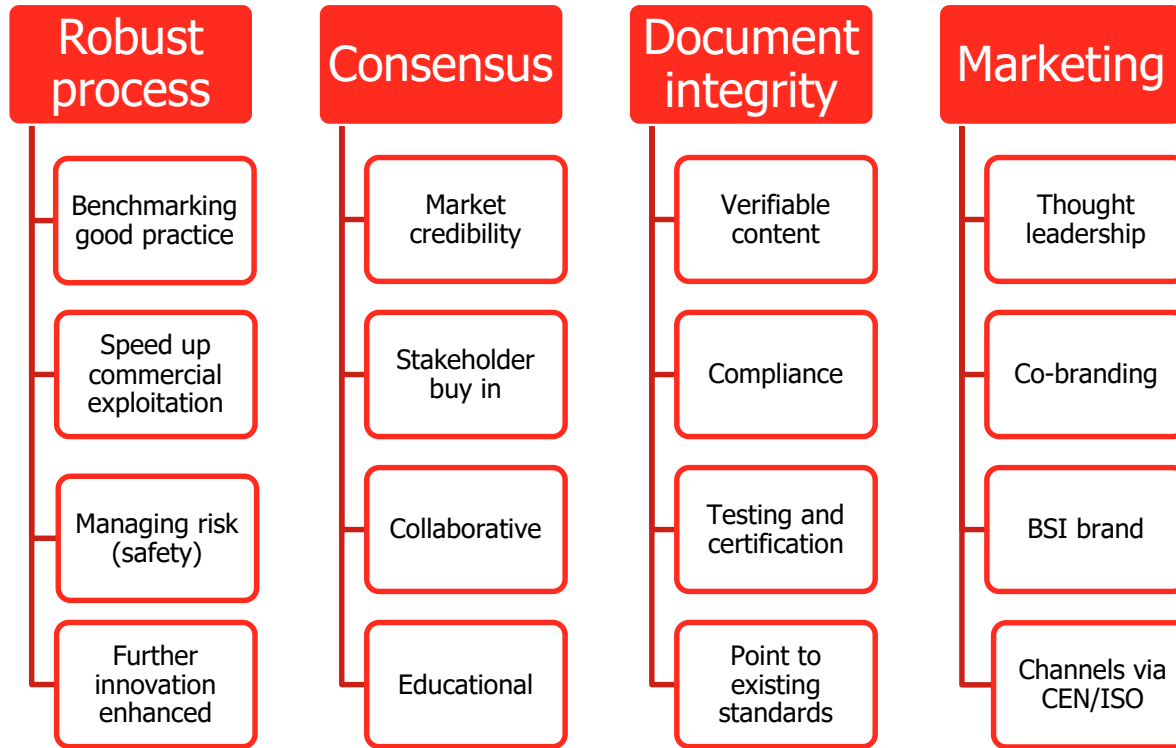 Robust
process
Benchmarking
good practice
Speed up
commercial
exploitation
Managing risk
(safety)
Further
innovation
enhanced
Consensus
Market
credibility
Stakeholder
buy in
Collaborative
Educational
Document
integrity
Verifiable
content
Compliance
Testing and
certification
Point to
existing
standards
Marketing
Thought
leadership
Co-branding
BSI brand
Channels via
CEN/ISO